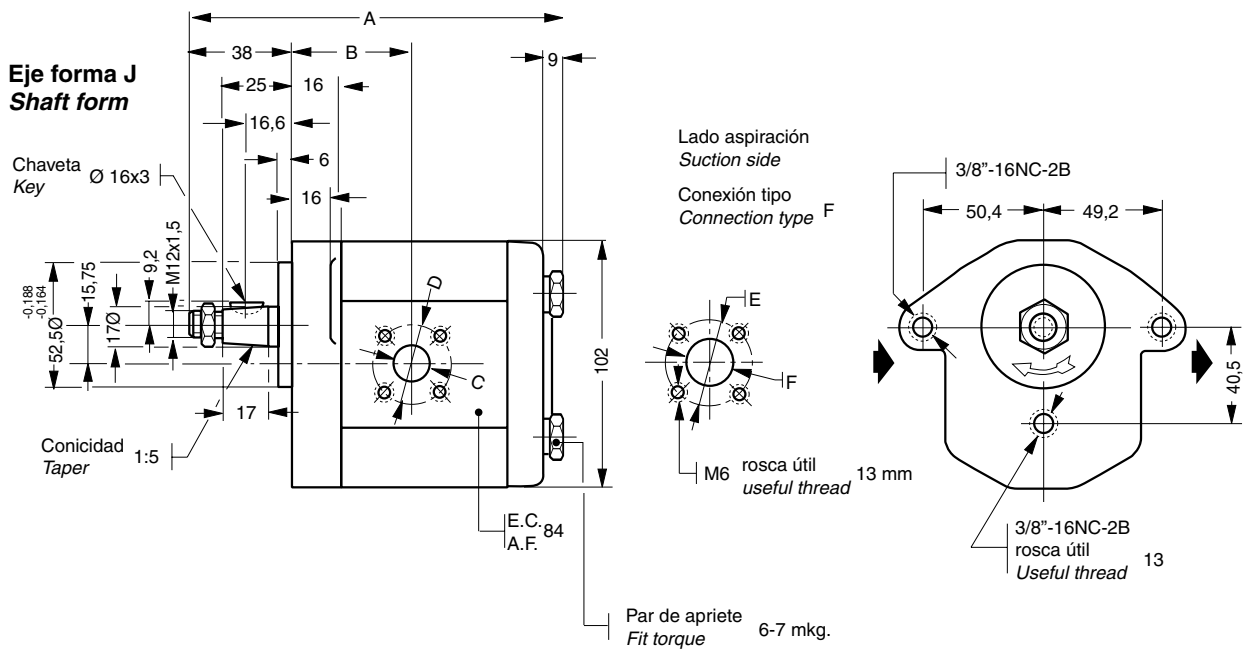 A
38
B
9
Eje forma J
Shaft form
25
16
16,6
6
16
Chaveta
Key
Ø 16x3
M12x1,5
9,2
15,75
-0,188
-0,164
52,5Ø
17Ø
17
Conicidad
Taper
1:5
D
C
102
E.C.
A.F.
84
Par de apriete
Fit torque
6-7 mkg.
Lado aspiración
Suction side
Conexión tipo
Connection type
F
E
F
M6
rosca útil
useful thread
13 mm
3/8”-16NC-2B
50,4
49,2
40,5
3/8”-16NC-2B
rosca útil
Useful thread
13